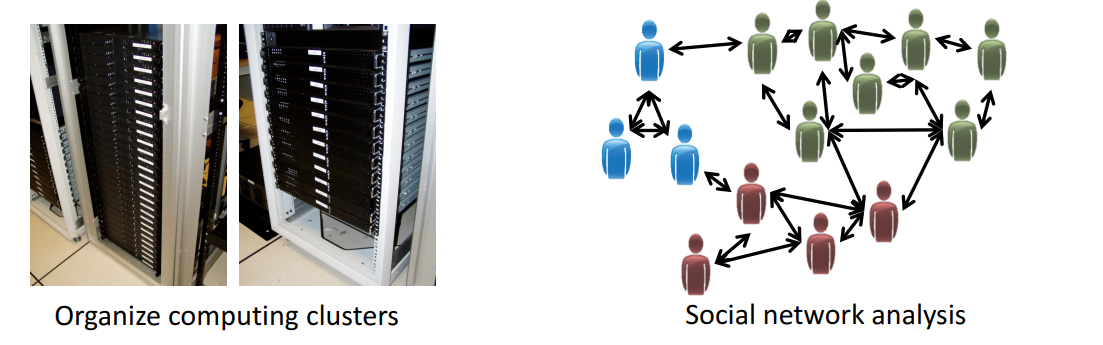 Organize computing clusters
Social network analysis